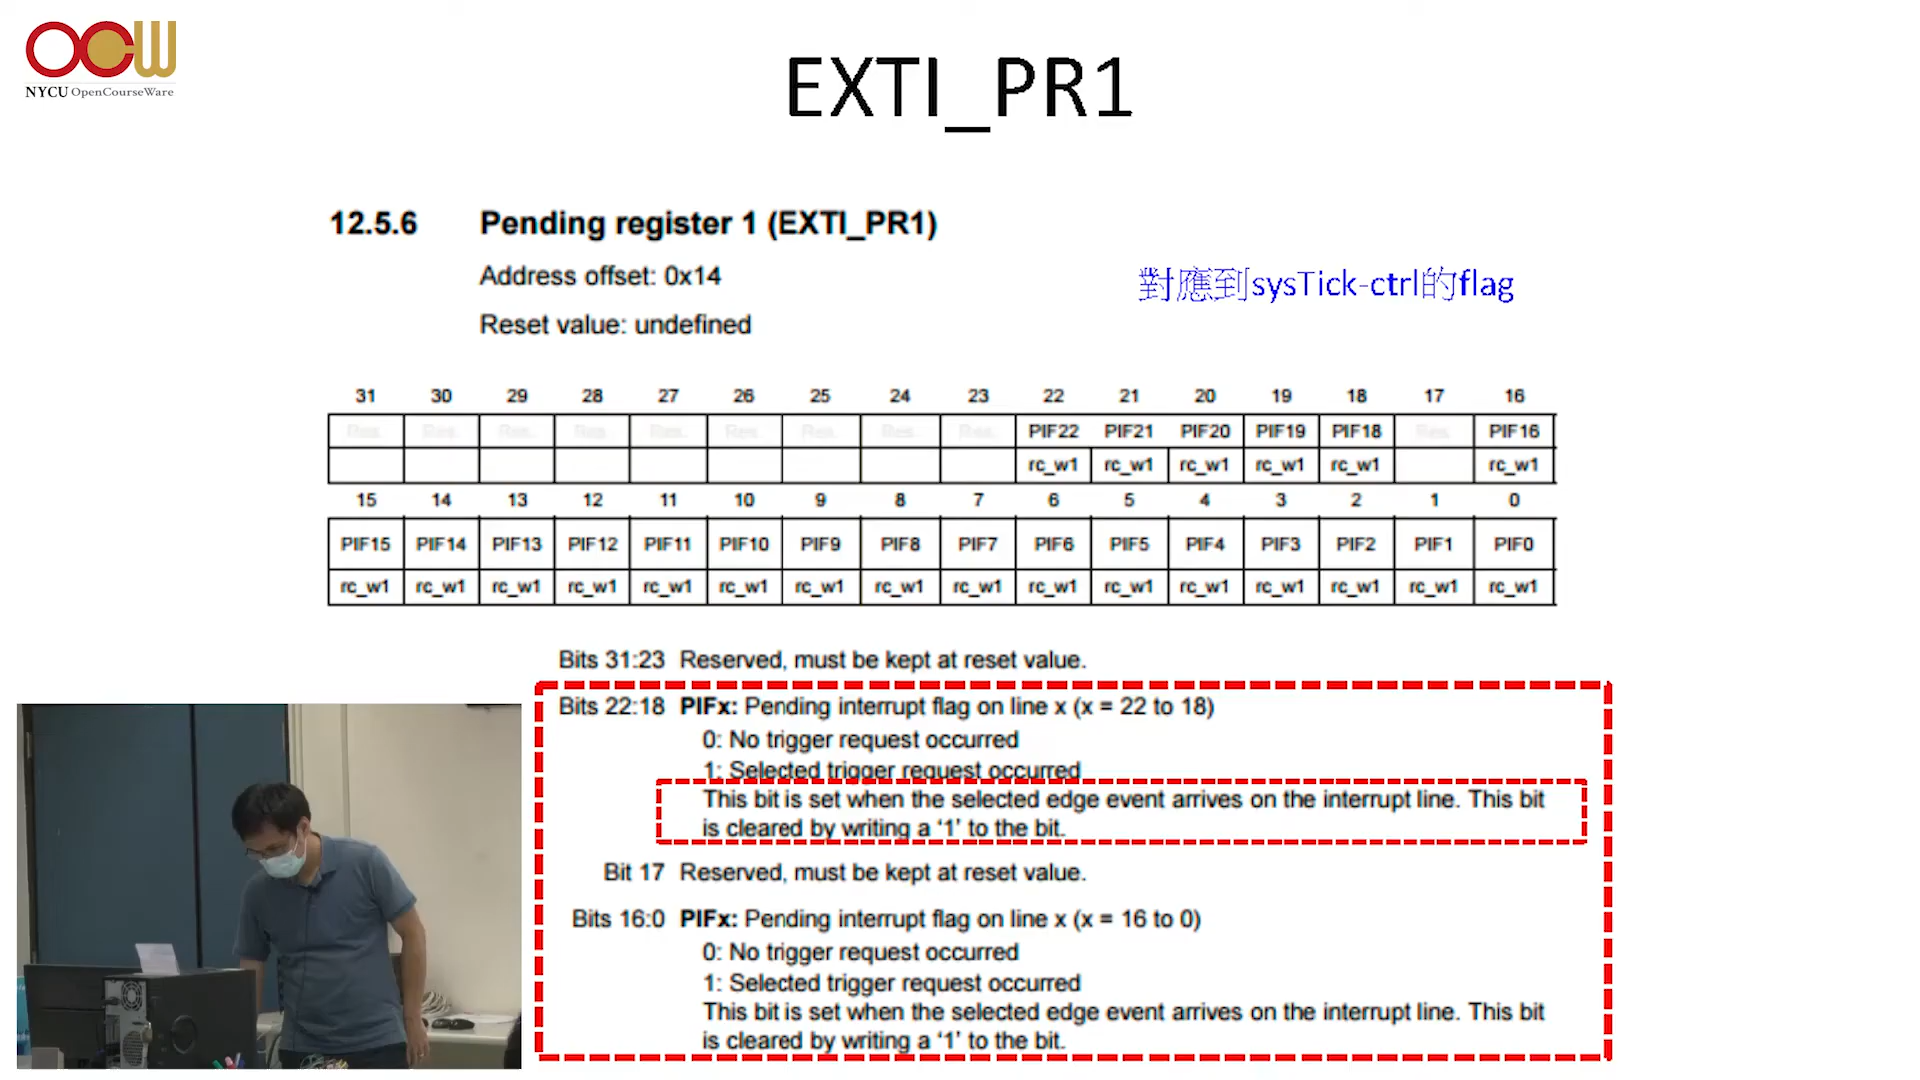 OCW
NYCU OpenCourseWare
EXTI_PR1
12.5.6 Pending register 1 (EXTI_PR1)
Address offset: 0x14
對應到sysTick-ctrl的flag
Reset value: undefined
31 30 29 28 27 26 25 24 23 22 21 20 19 18 17 16
Res. Res. Res. Res. Res. Res. Res. Res. Res. PIF22 PIF21 PIF20 PIF19 PIF18 Res. PIF16
rc_w1 rc_w1 rc_w1 rc_w1 rc_w1 rc_w1
15 14 13 12 11 10 9 8 7 6 5 4 3 2 1 0
PIF15 PIF14 PIF13 PIF12 PIF11 PIF10 PIF9 PIF8 PIF7 PIF6 PIF5 PIF4 PIF3 PIF2 PIF1 PIF0
rc_w1 rc_w1 rc_w1 rc_w1 rc_w1 rc_w1 rc_w1 rc_w1 rc_w1 rc_w1 rc_w1 rc_w1 rc_w1 rc_w1 rc_w1 rc_w1
Bits 31:23 Reserved, must be kept at reset value.
Bits 22:18 PIFx: Pending interrupt flag on line x (x = 22 to 18)
0: No trigger request occurred
1: Selected trigger request occurred
This bit is set when the selected edge event arrives on the interrupt line. This bit
is cleared by writing a ‘1’ to the bit.
Bit 17 Reserved, must be kept at reset value.
Bits 16:0 PIFx: Pending interrupt flag on line x (x = 16 to 0)
0: No trigger request occurred
1: Selected trigger request occurred
This bit is set when the selected edge event arrives on the interrupt line. This bit
is cleared by writing a ‘1’ to the bit.